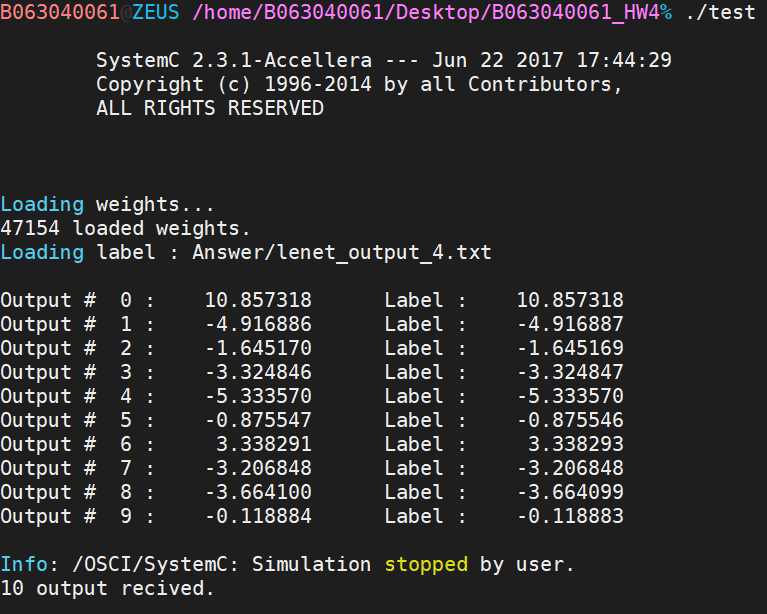 B063040061@ZEUS /home/B063040061/Desktop/B063040061_HW4% ./test
SystemC 2.3.1-Accellera --- Jun 22 2017 17:44:29
Copyright (c) 1996-2014 by all Contributors,
ALL RIGHTS RESERVED
Loading weights...
47154 loaded weights.
Loading label : Answer/lenet_output_4.txt
Output #  0 :    10.857318      Label :    10.857318
Output #  1 :    -4.916886      Label :    -4.916887
Output #  2 :    -1.645170      Label :    -1.645169
Output #  3 :    -3.324846      Label :    -3.324847
Output #  4 :    -5.333570      Label :    -5.333570
Output #  5 :    -0.875547      Label :    -0.875546
Output #  6 :     3.338291      Label :     3.338293
Output #  7 :    -3.206848      Label :    -3.206848
Output #  8 :    -3.664100      Label :    -3.664099
Output #  9 :    -0.118884      Label :    -0.118883
Info: /OSCI/SystemC: Simulation stopped by user.
10 output recived.